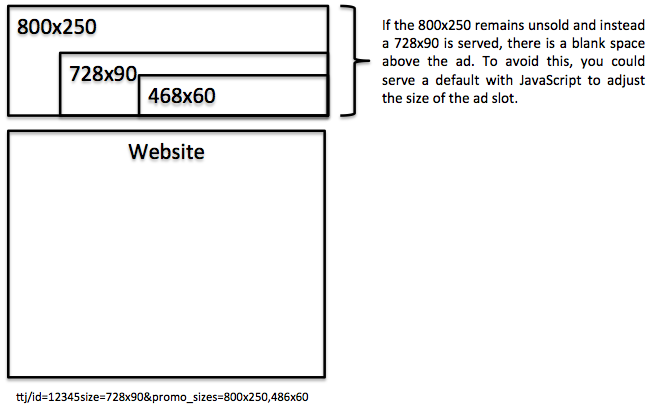 800x250
If the 800x250 remains unsold and instead
a 728x90 is served, there is a blank space
above the ad. To avoid this, you could
serve a default with JavaScript to adjust
the size of the ad slot.
728x90
468x60
Website
ttj/id=12345size=728x90&promo_sizes=800x250,486x60